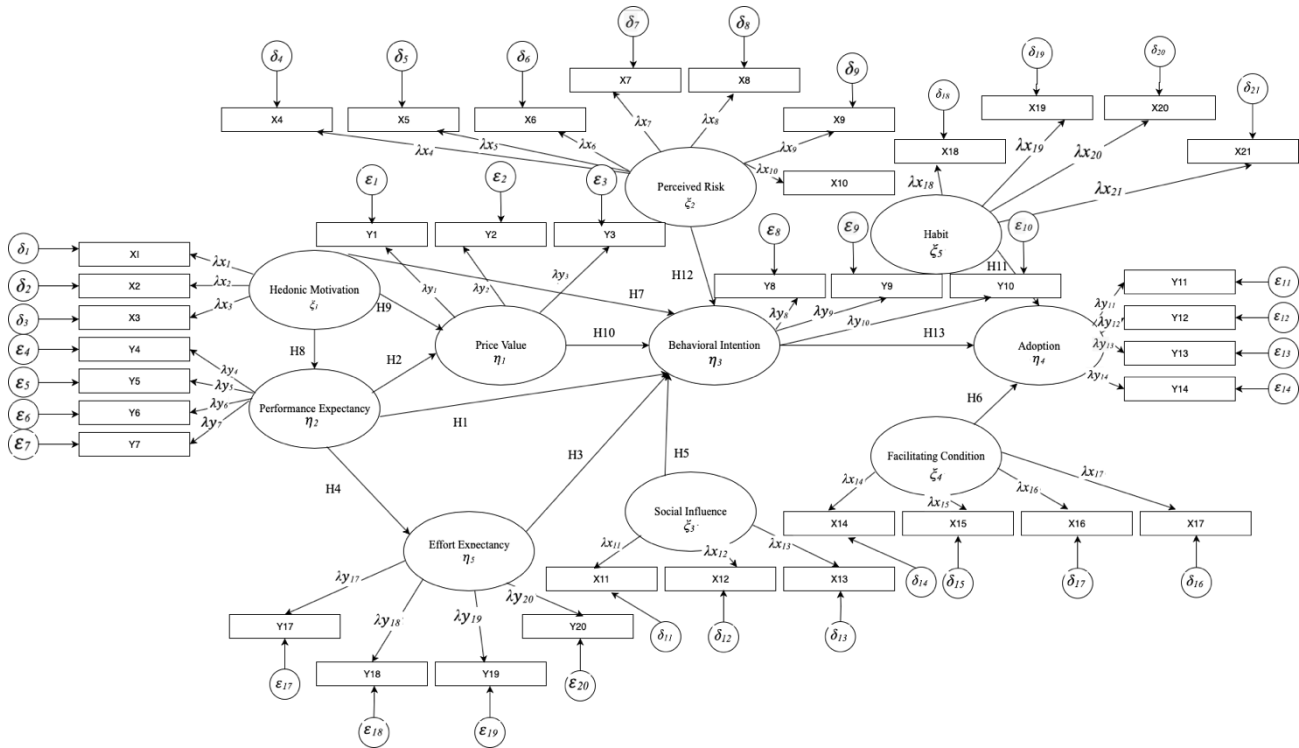 δ7
δ8
δ4
δ5
δ6
δ9
δ19
δ20
δ18
δ21
X7
X8
X4
X5
X6
X9
X19
X20
X18
X21
X10
λx4
λx5
λx6
λx7
λx8
λx9
λx10
λx18
λx19
λx20
λx21
Perceived Risk
ξ2
Habit
ξ5
ε1
ε2
ε3
ε8
ε9
ε10
Y1
Y2
Y3
Y8
Y9
Y10
λy1
λy2
λy3
λy8
λy9
λy10
H12
H11
δ1
XI
λx1
δ2
X2
λx2
δ3
X3
λx3
Hedonic Motivation
ξ1
H7
H9
H8
ε4
Y4
λy4
ε5
Y5
λy5
ε6
Y6
λy6
ε7
Y7
λy7
Performance Expectancy
η2
H2
Price Value
η1
H10
Behavioral Intention
η3
H13
Adoption
η4
λy11
Y11
ε11
λy12'
Y12
ε12
λy13
Y13
ε13
λy14
Y14
ε14
H1
H3
H4
H5
H6
Facilitating Condition
ξ4
λx14
λx15
λx16
λx17
X14
X15
X16
X17
δ14
δ15
δ17
δ16
Social Influence
ξ3
λx11
λx12
λx13
X11
X12
X13
δ11
δ12
δ13
Effort Expectancy
η5
λy17
λy18
λy19
λy20
Y17
Y18
Y19
Y20
ε17
ε18
ε19
ε20